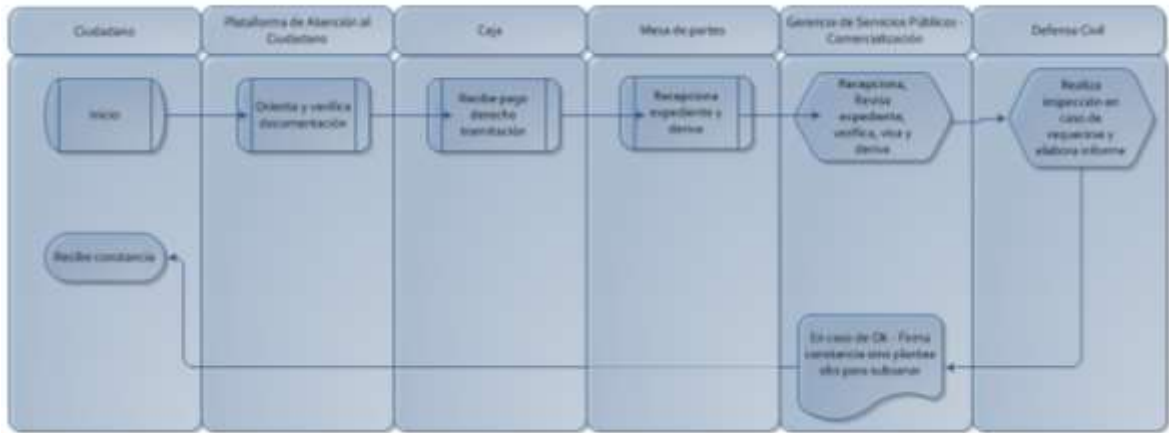 Ciudadano
Plataforma de Atención al
Ciudadano
Caja
Mesa de partes
Gerencia de Servicios Públicos -
Comercialización
Defensa Civil
Inicio
Orienta y verifica
documentación
Recibe pago
derecho
tramitación
Recepciona
expediente y
deriva
Recepciona,
Revisa
expediente,
verifica, visa y
deriva
Realiza
inspección en
caso de
requerirse y
elabora informe
Recibe constancia
En caso de OK - Firma
constancia sino plantea
para subsanar